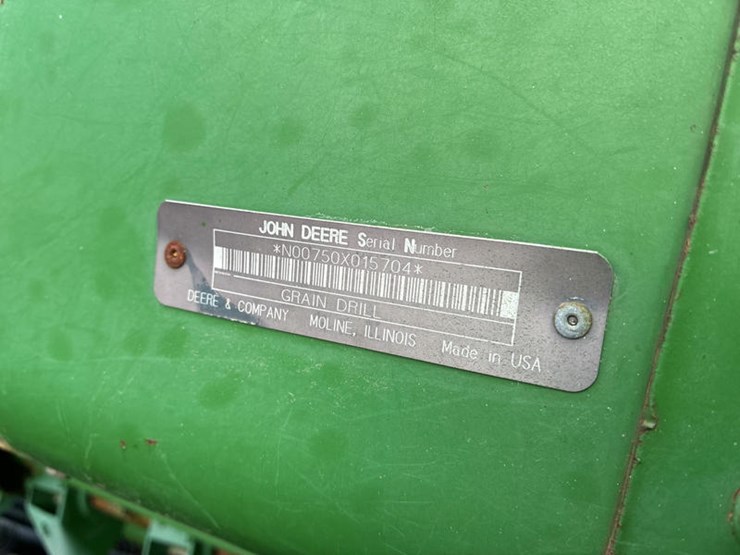 JOHN DEERE Serial Number
*N00750X015704*
GRAIN DRILL
DEERE & COMPANY MOLINE, ILLINOIS Made in USA